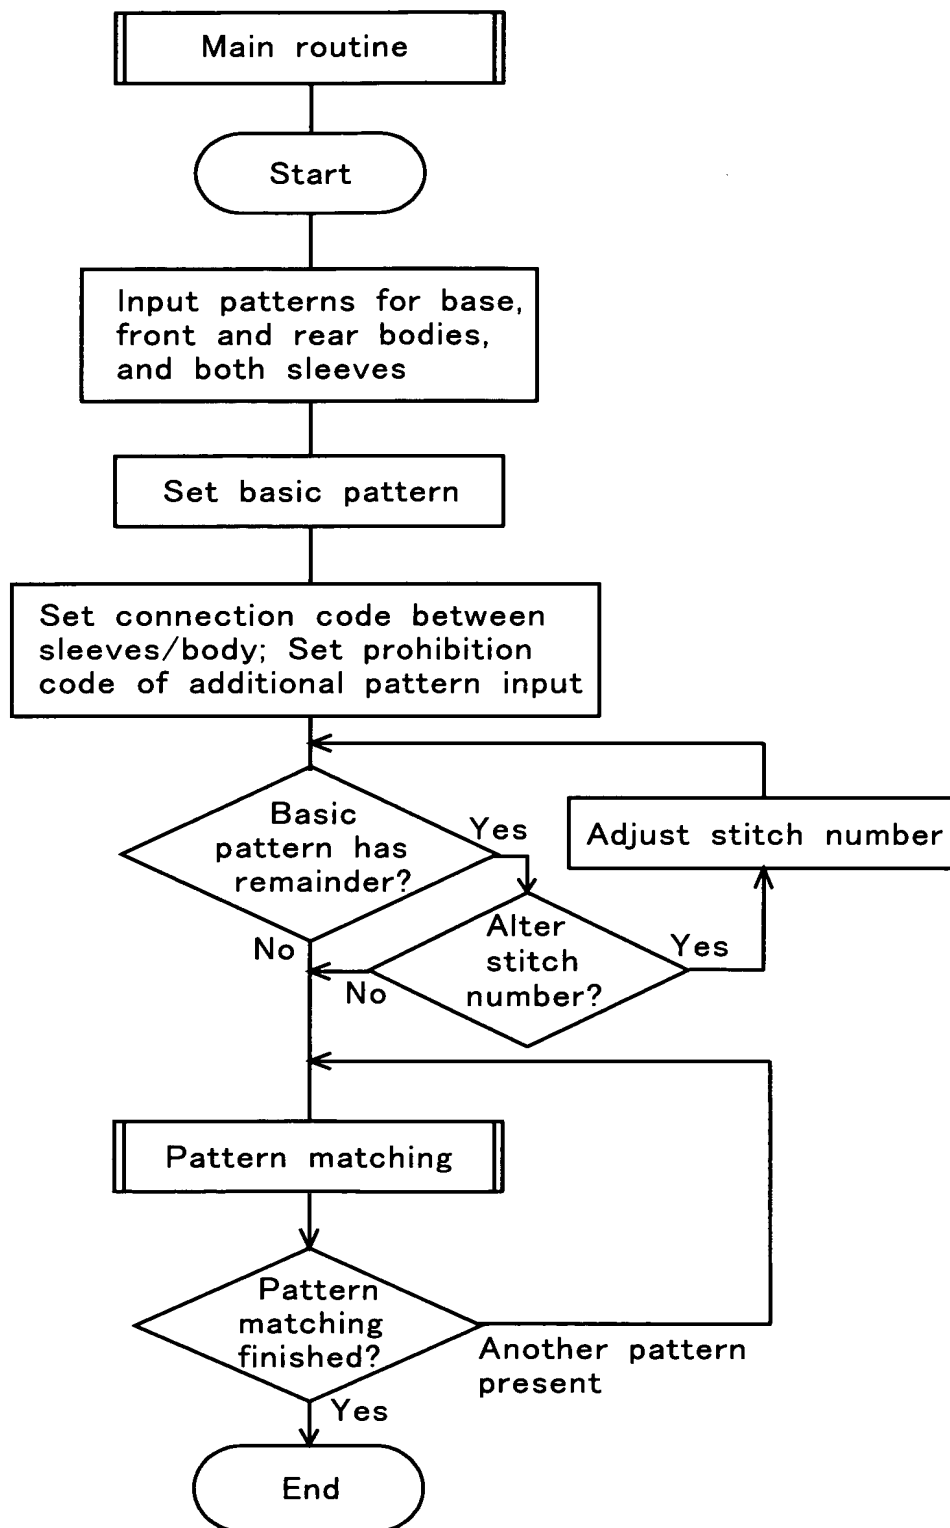 Main routine
Start
Input patterns for base,
front and rear bodies,
and both sleeves
Set basic pattern
Set connection code between
sleeves/body; Set prohibition
code of additional pattern input
Basic
pattern has
remainder?
Yes
No
Adjust stitch number
Alter
stitch
number?
Yes
No
Pattern matching
Pattern
matching
finished?
Another pattern
present
Yes
End